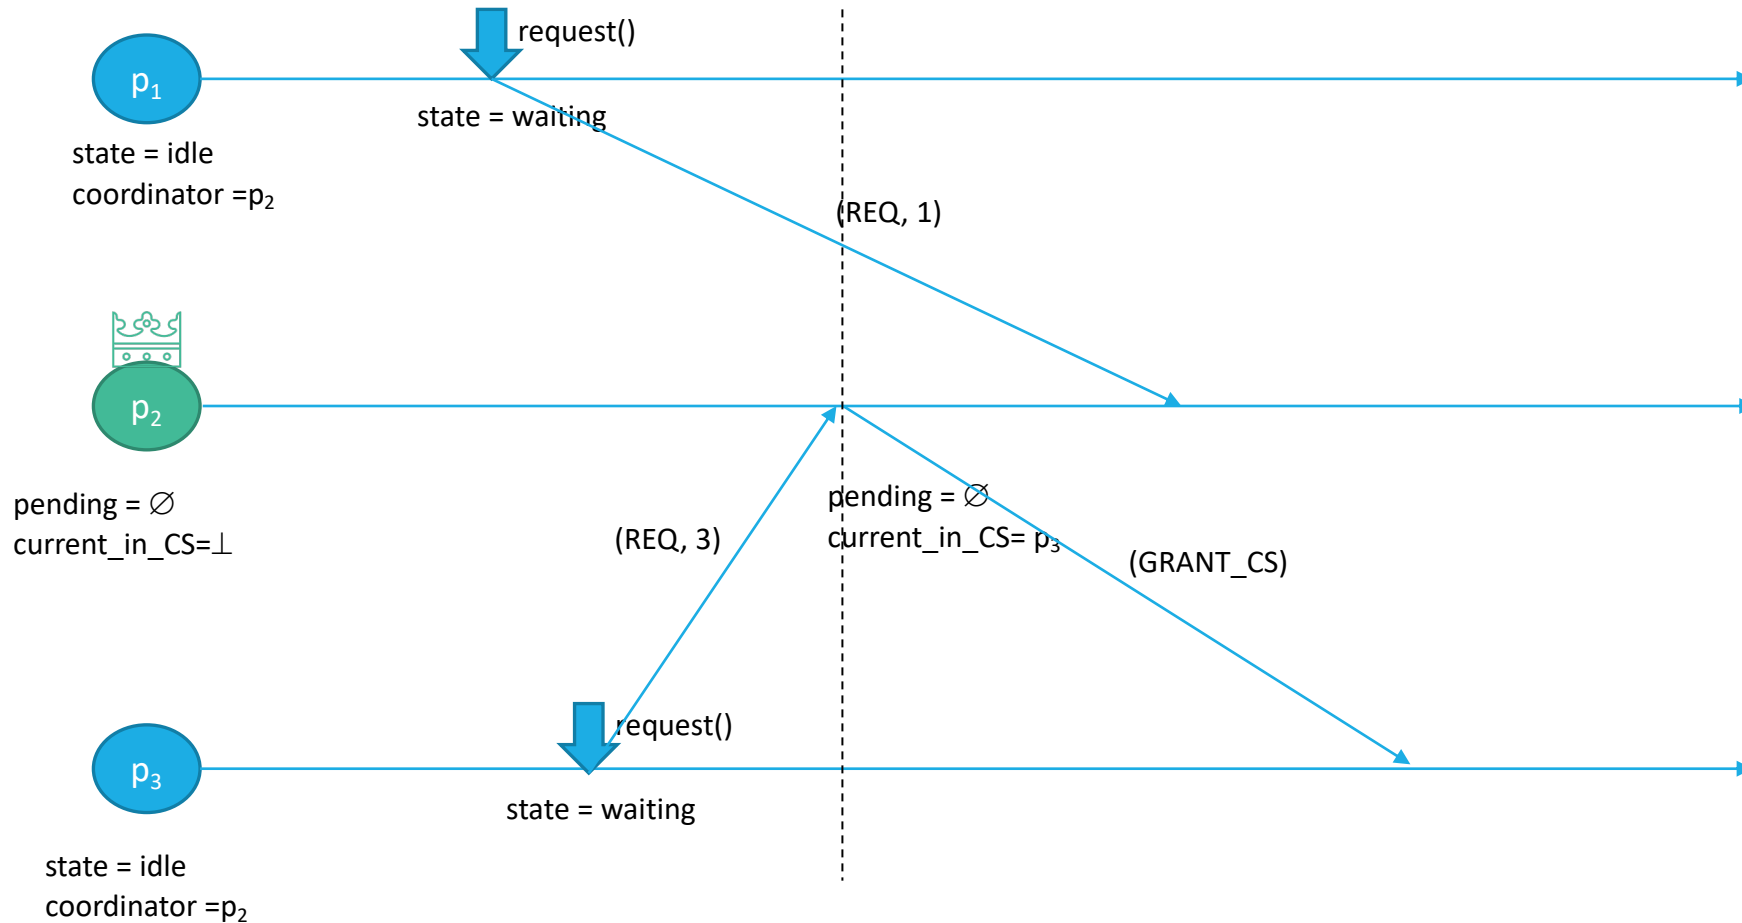 request()
p₁
state = waiting
state = idle
coordinator =p₂
(REQ, 1)
p₂
pending = ∅
current_in_CS=⊥
pending = ∅
current_in_CS= p₃
(REQ, 3)
(GRANT_CS)
request()
p₃
state = waiting
state = idle
coordinator =p₂